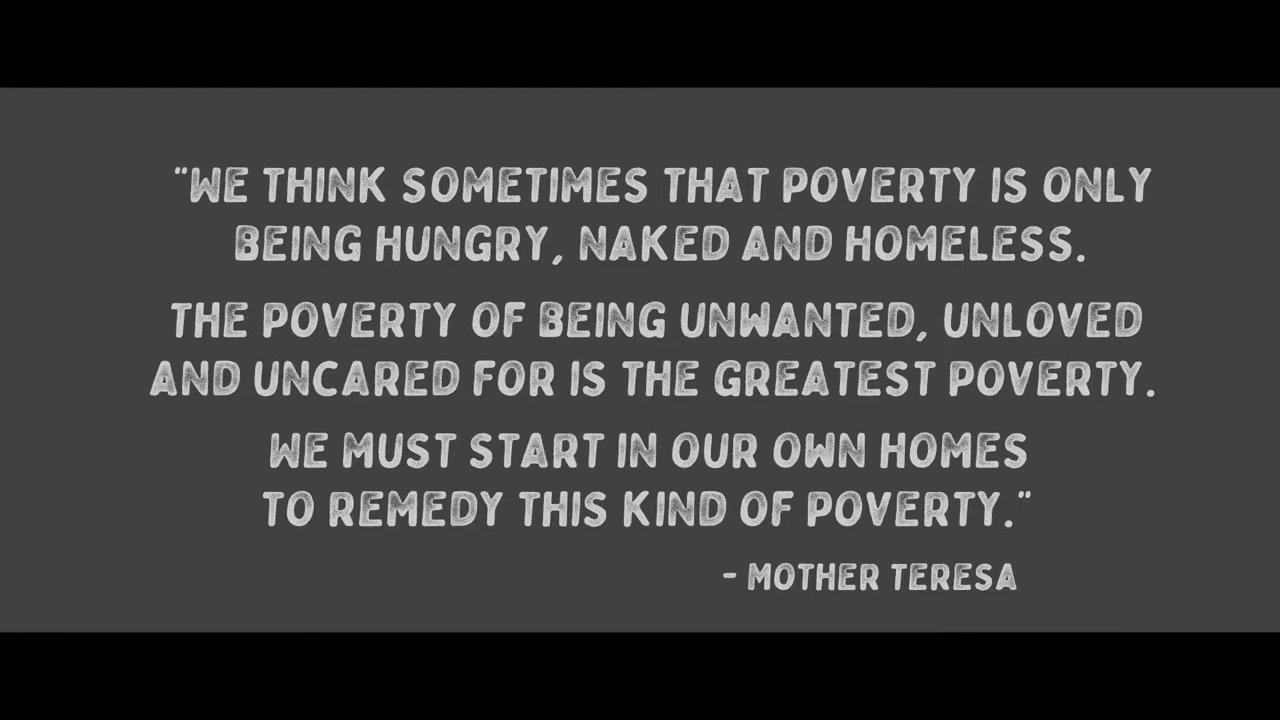 "WE THINK SOMETIMES THAT POVERTY IS ONLY
BEING HUNGRY, NAKED AND HOMELESS.
THE POVERTY OF BEING UNWANTED, UNLOVED
AND UNCARED FOR IS THE GREATEST POVERTY.
WE MUST START IN OUR OWN HOMES
TO REMEDY THIS KIND OF POVERTY."
- MOTHER TERESA